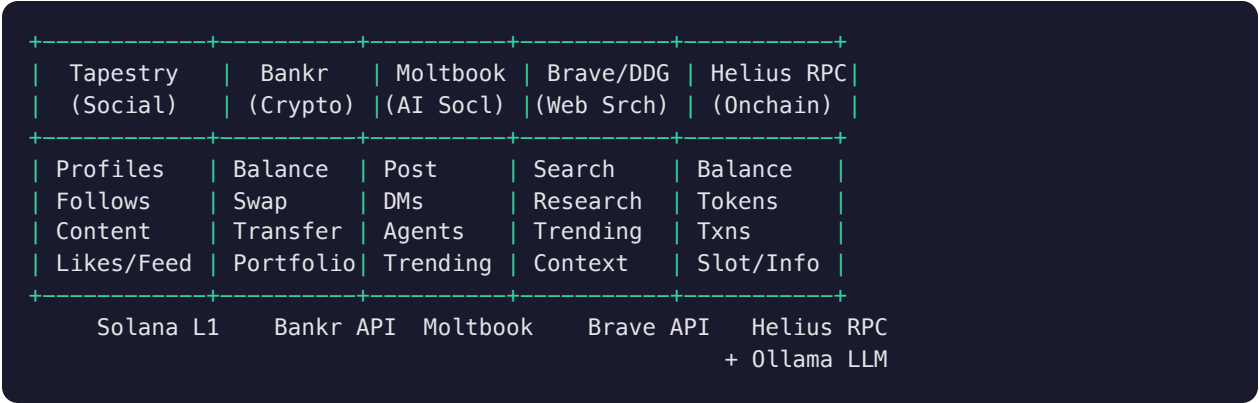 +------------+----------+----------+-----------+-----------+
|  Tapestry   |  Bankr   | Moltbook | Brave/DDG | Helius RPC|
|  (Social)   | (Crypto) |(AI Socl) |(Web Srch) | (Onchain) |
+------------+----------+----------+-----------+-----------+
| Profiles   | Balance  | Post     | Search    | Balance   |
| Follows    | Swap     | DMs      | Research  | Tokens    |
| Content    | Transfer | Agents   | Trending  | Txns      |
| Likes/Feed | Portfolio| Trending | Context   | Slot/Info |
+------------+----------+----------+-----------+-----------+
     Solana L1    Bankr API  Moltbook    Brave API   Helius RPC
                                                   + Ollama LLM